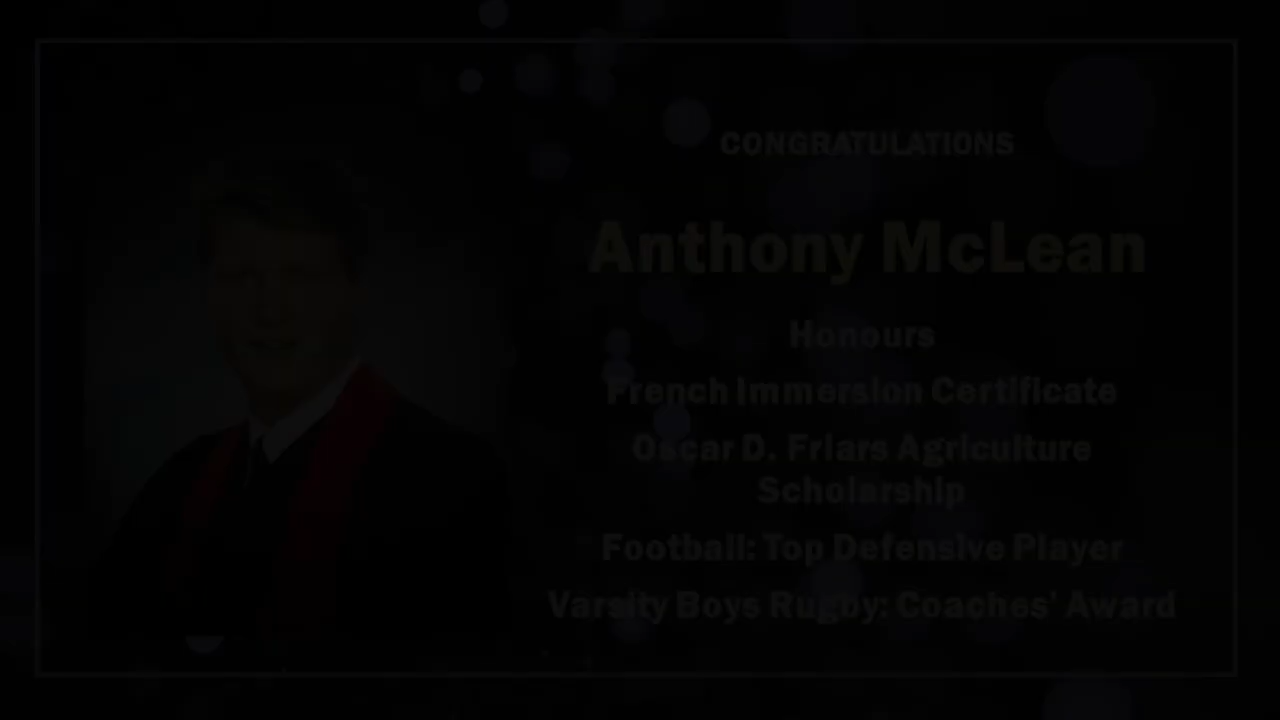 CONGRATULATIONS
Anthony McLean
Honours
French Immersion Certificate
Oscar D. Friars Agriculture
Scholarship
Football: Top Defensive Player
Varsity Boys Rugby: Coaches' Award